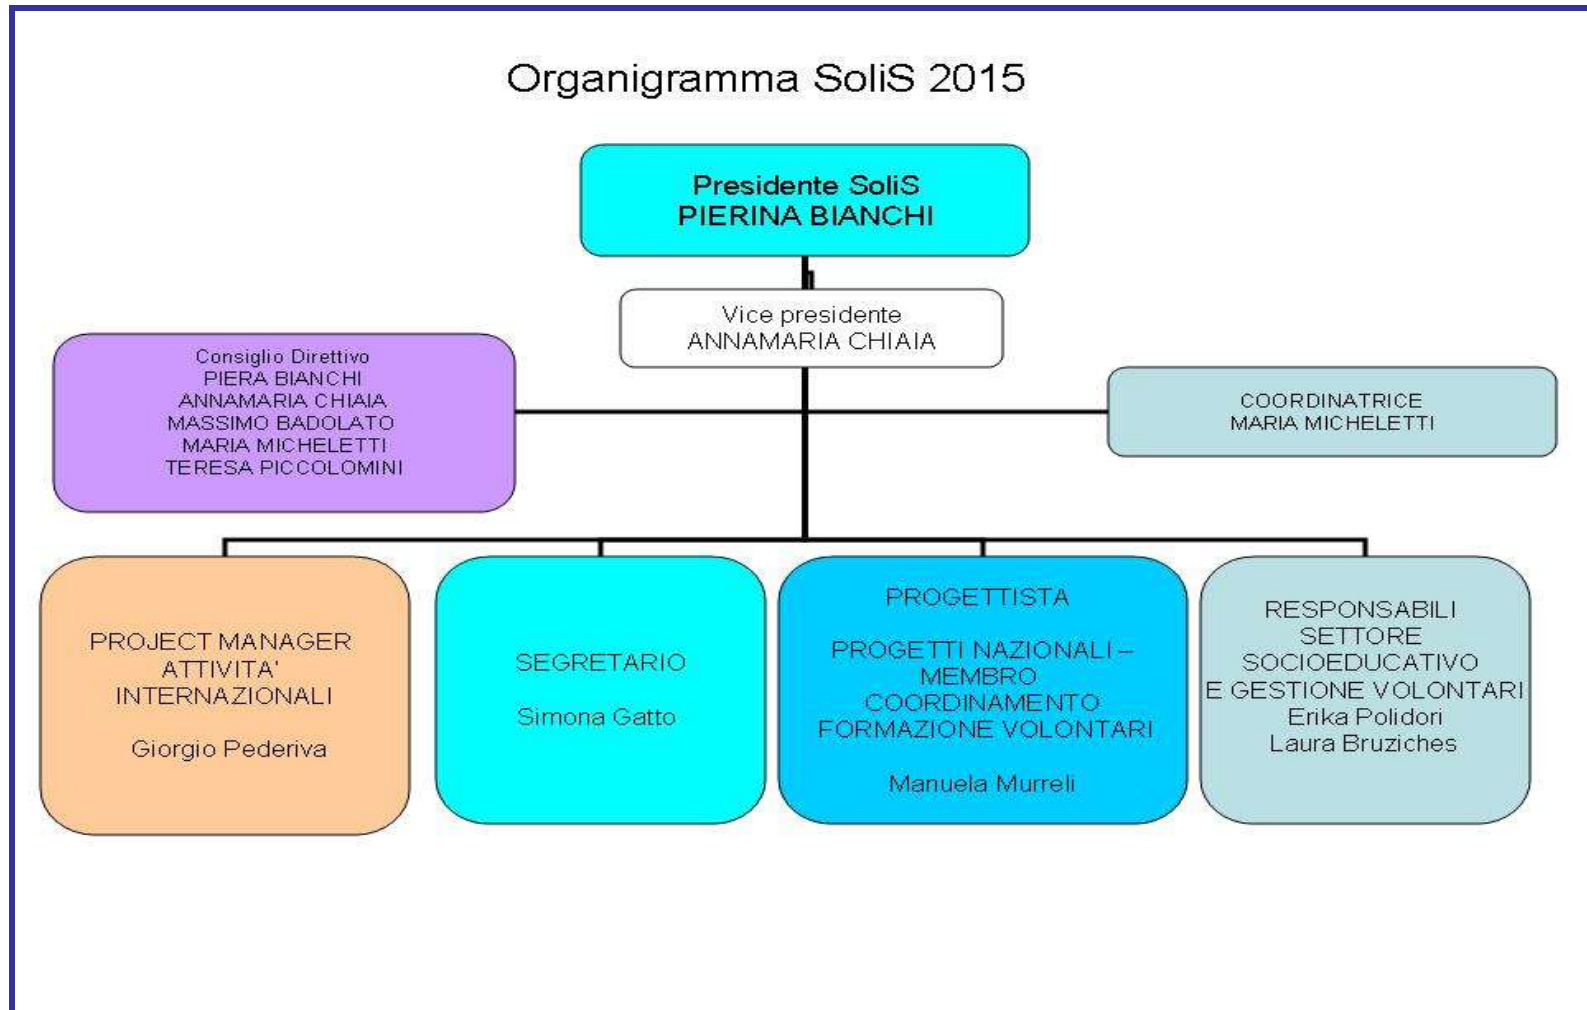 Organigramma SoliS 2015
Presidente SoliS
PIERINA BIANCHI
Vice presidente
ANNAMARIA CHIAIA
Consiglio Direttivo
PIERA BIANCHI
ANNAMARIA CHIAIA
MASSIMO BADOLATO
MARIA MICHELETTI
TERESA PICCOLOMINI
COORDINATRICE
MARIA MICHELETTI
PROJECT MANAGER
ATTIVITA'
INTERNAZIONALI
Giorgio Pederiva
SEGRETARIO
Simona Gatto
PROGETTISTA
PROGETTI NAZIONALI –
MEMBRO
COORDINAMENTO
FORMAZIONE VOLONTARI
Manuela Murreli
RESPONSABILI
SETTORE
SOCIOEDUCATIVO
E GESTIONE VOLONTARI
Erika Polidori
Laura Bruziches